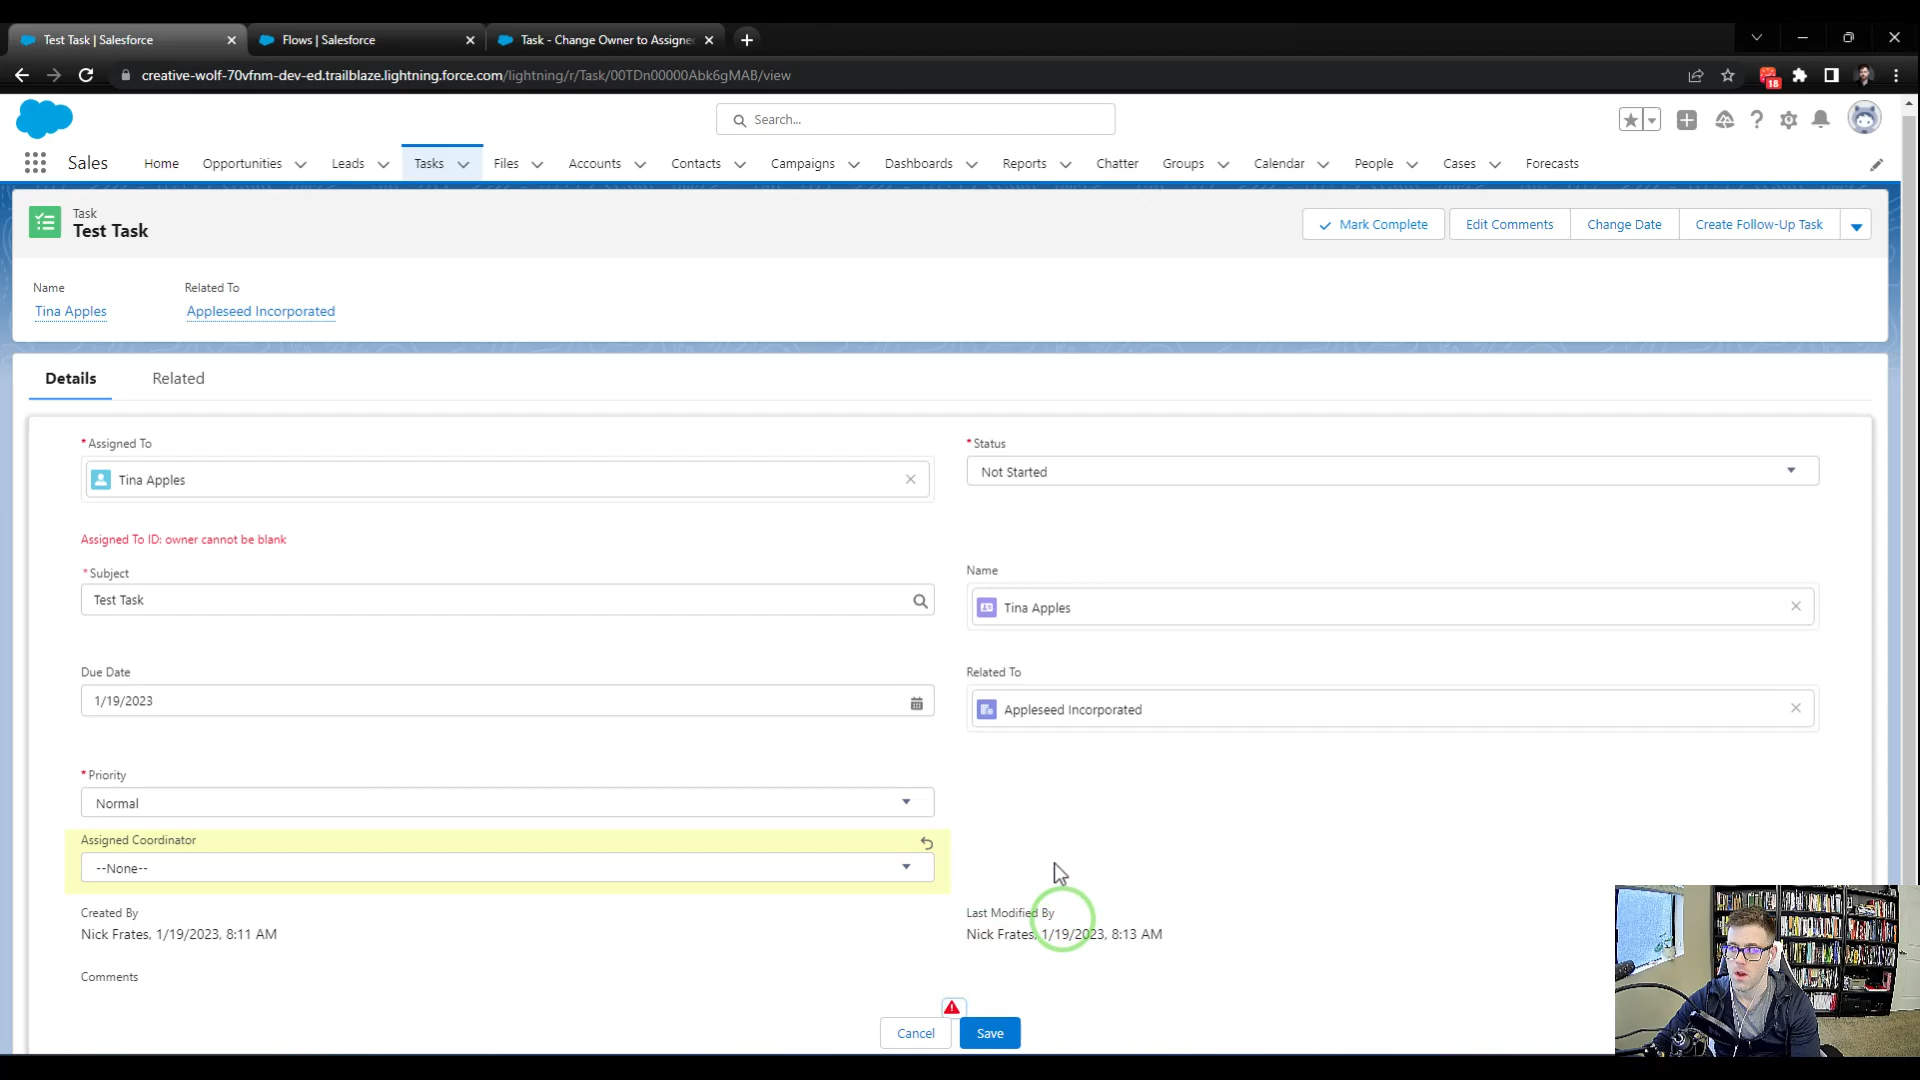 Test Task | Salesforce
Flows | Salesforce
Task - Change Owner to Assigne
creative-wolf-70vfnm-dev-ed.trailblaze.lightning.force.com/lightning/r/Task/00TDn00000Abk6gMAB/view
18
Search...
Sales
Home
Opportunities
Leads
Tasks
Files
Accounts
Contacts
Campaigns
Dashboards
Reports
Chatter
Groups
Calendar
People
Cases
Forecasts
Task
Test Task
Mark Complete
Edit Comments
Change Date
Create Follow-Up Task
Name
Related To
Tina Apples
Appleseed Incorporated
Details
Related
* Assigned To
* Status
Tina Apples
Not Started
Assigned To ID: owner cannot be blank
* Subject
Name
Test Task
Tina Apples
Due Date
Related To
1/19/2023
Appleseed Incorporated
* Priority
Normal
Assigned Coordinator
--None--
Created By
Last Modified By
Nick Frates, 1/19/2023, 8:11 AM
Nick Frates, 1/19/2023, 8:13 AM
Comments
Cancel
Save